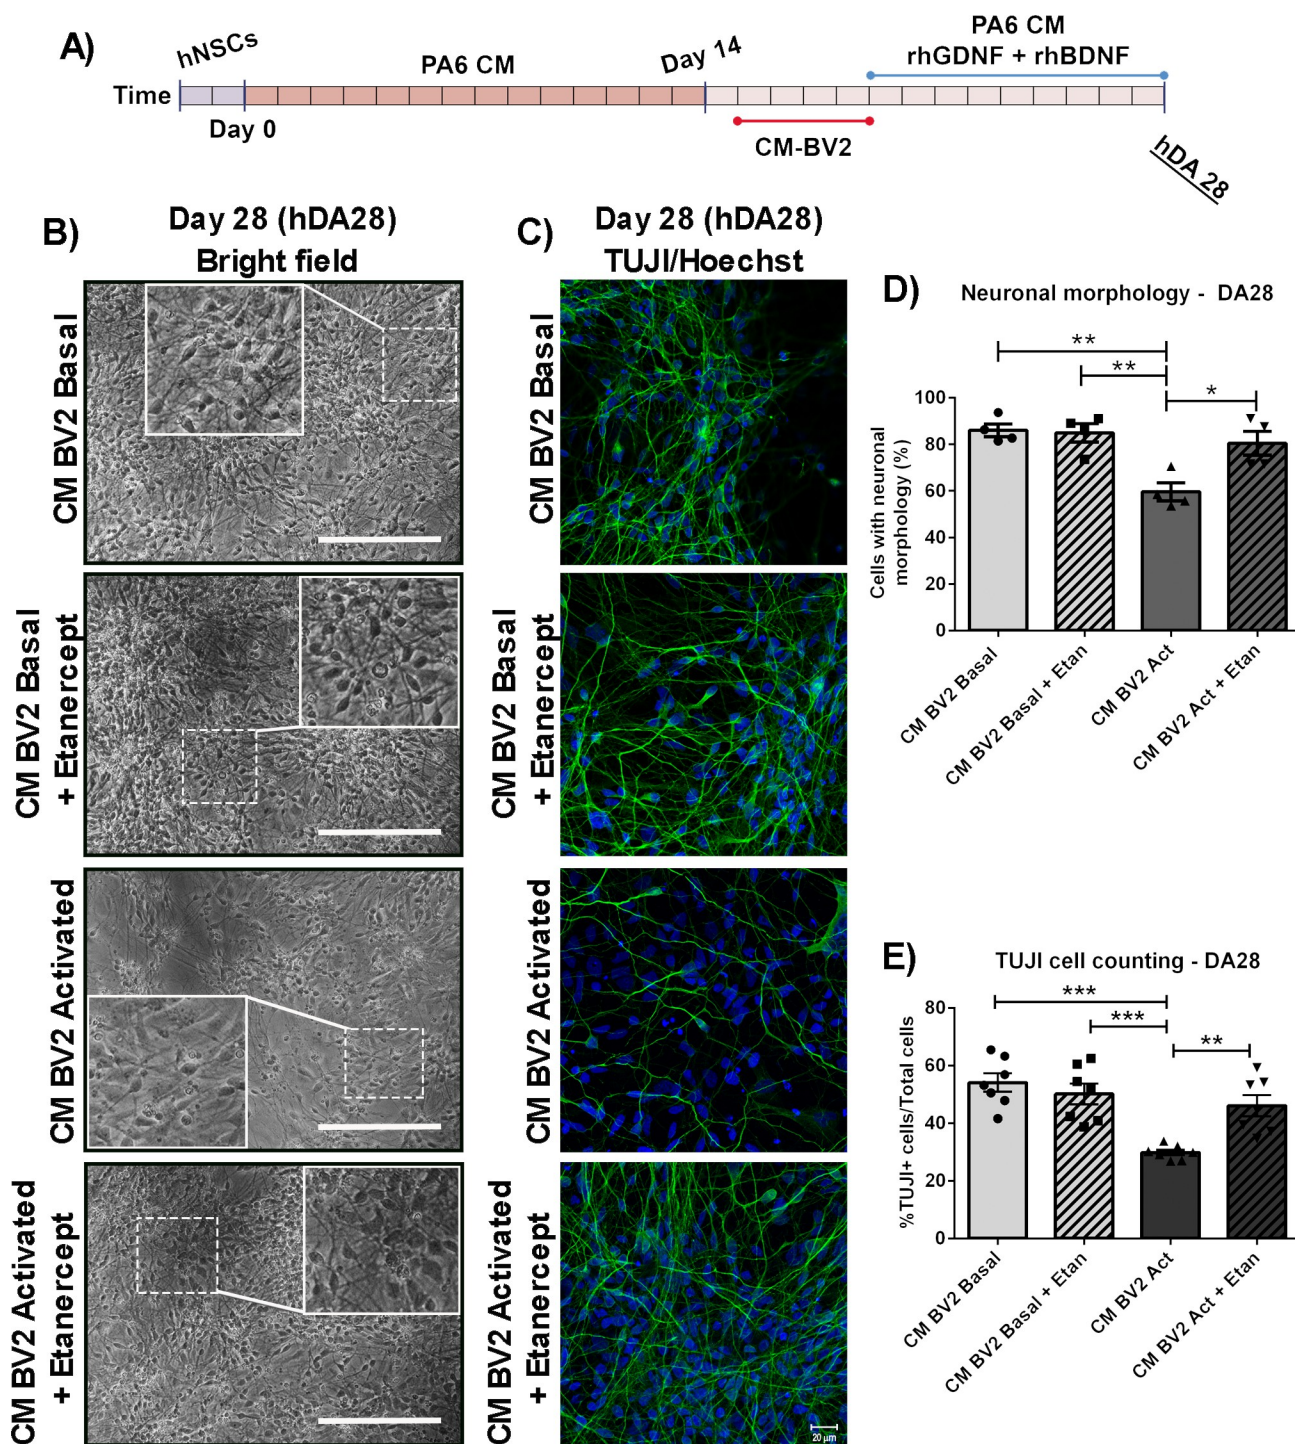 A)
hNSCs
PA6 CM
Day 14
PA6 CM
rhGDNF + rhBDNF
Time
Day 0
CM-BV2
hDA 28
B)
Day 28 (hDA28)
Bright field
CM BV2 Basal
CM BV2 Basal
+ Etanercept
CM BV2 Activated
CM BV2 Activated
+ Etanercept
C)
Day 28 (hDA28)
TUJI/Hoechst
CM BV2 Basal
CM BV2 Basal
+ Etanercept
CM BV2 Activated
CM BV2 Activated
+ Etanercept
20 µm
D)
Neuronal morphology - DA28
**
**
*
Cells with neuronal
morphology (%)
100
80
60
40
20
0
CM BV2 Basal
CM BV2 Basal + Etan
CM BV2 Act
CM BV2 Act + Etan
E)
TUJI cell counting - DA28
***
***
**
%TUJI+ cells/Total cells
80
60
40
20
0
CM BV2 Basal
CM BV2 Basal + Etan
CM BV2 Act
CM BV2 Act + Etan